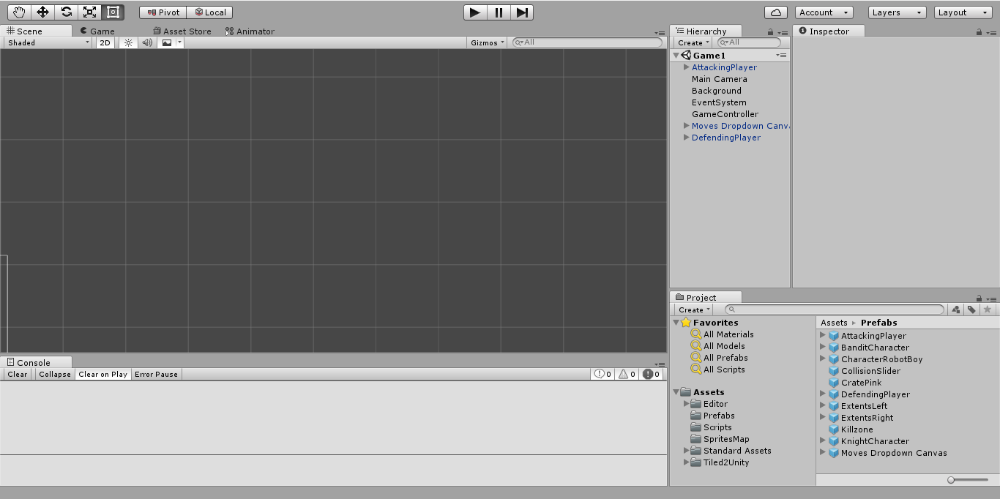 Pivot Local Account Layers Layout
Scene Game Asset Store Animator Hierarchy Inspector
Shaded 2D Gizmos All Create All
Game1
AttackingPlayer
Main Camera
Background
EventSystem
GameController
Moves Dropdown Canva
DefendingPlayer
Project
Create
Favorites
All Materials
All Models
All Prefabs
All Scripts
Assets
Editor
Prefabs
Scripts
SpritesMap
Standard Assets
Tiled2Unity
Assets Prefabs
AttackingPlayer
BanditCharacter
CharacterRobotBoy
CollisionSlider
CratePink
DefendingPlayer
ExtentsLeft
ExtentsRight
Killzone
KnightCharacter
Moves Dropdown Canvas
Console
Clear Collapse Clear on Play Error Pause 0 0 0